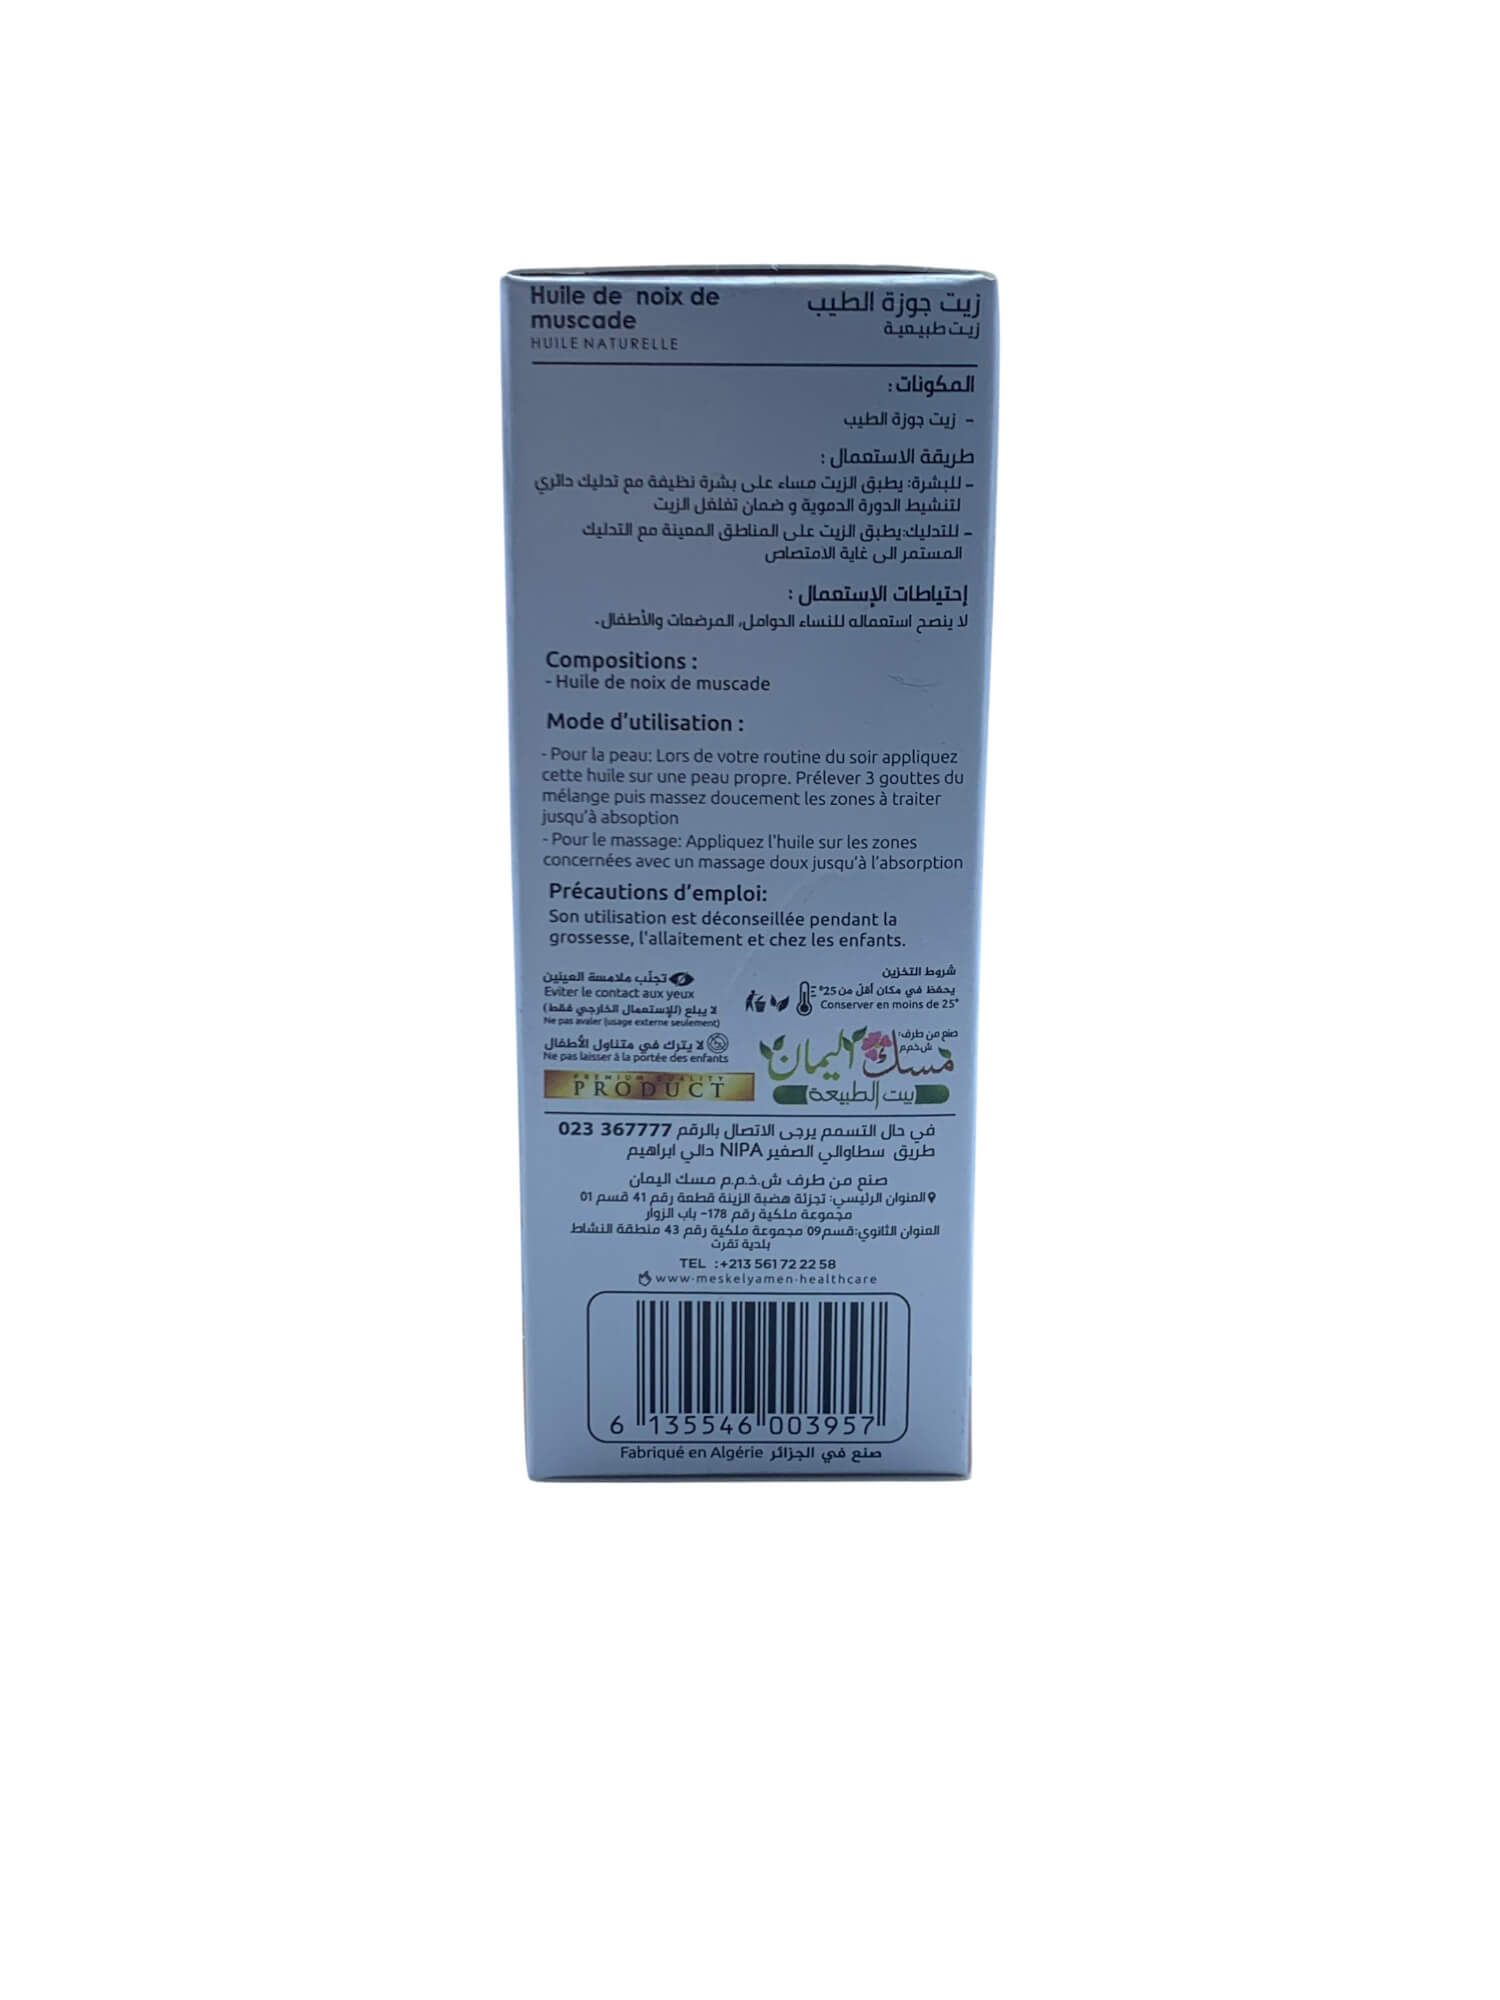 Huile de noix de
muscade
HUILE NATURELLE
زيت جوزة الطيب
زيت طبيعية
المكونات :
- زيت جوزة الطيب
طريقة الاستعمال :
- للبشرة: يطبق الزيت مساء على بشرة نظيفة مع تدليك دائري
لتنشيط الدورة الدموية و ضمان تغلغل الزيت
- للتدليك:يطبق الزيت على المناطق المعينة مع التدليك
المستمر الى غاية الامتصاص
إحتياطات الإستعمال :
لا ينصح استعماله للنساء الحوامل، المرضعات والأطفال.
Compositions :
- Huile de noix de muscade
Mode d'utilisation :
- Pour la peau: Lors de votre routine du soir appliquez
cette huile sur une peau propre. Prélever 3 gouttes du
mélange puis massez doucement les zones à traiter
jusqu'à absoption
- Pour le massage: Appliquez l'huile sur les zones
concernées avec un massage doux jusqu'à l'absorption
Précautions d'emploi:
Son utilisation est déconseillée pendant la
grossesse, l'allaitement et chez les enfants.
تجنّب ملامسة العينين
Eviter le contact aux yeux
لا يبلع (للإستعمال الخارجي فقط)
Ne pas avaler (usage externe seulement)
لا يترك في متناول الأطفال
Ne pas laisser à la portée des enfants
PREMIUM QUALITY
PRODUCT
شروط التخزين
يحفظ في مكان أقلّ من 25°
Conserver en moins de 25°
صنع من طرف:
ش.ذ.م.م
مسك اليمان
بيت الطبيعة
في حال التسمم يرجى الاتصال بالرقم 023 367777
طريق سطاوالي الصغير NIPA دالي ابراهيم
صنع من طرف ش.ذ.م.م مسك اليمان
العنوان الرئيسي: تجزئة هضبة الزينة قطعة رقم 41 قسم 01
مجموعة ملكية رقم 178- باب الزوار
العنوان الثانوي:قسم09 مجموعة ملكية رقم 43 منطقة النشاط
بلدية تقرت
TEL :+213 561 72 22 58
www-meskelyamen-healthcare
6 135546 003957
Fabriqué en Algérie صنع في الجزائر